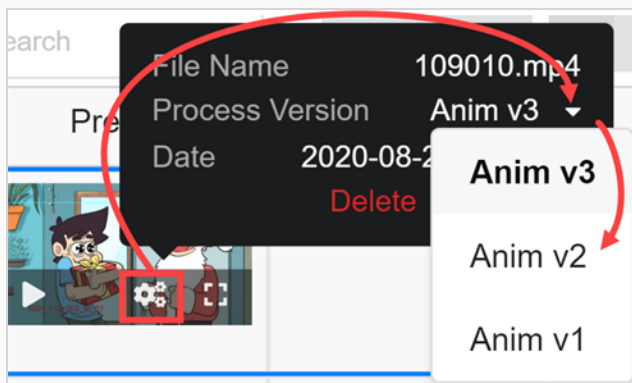 earch
File Name 109010.mp4
Pre
Process Version Anim v3
Date 2020-08-2
Delete
Anim v3
Anim v2
Anim v1